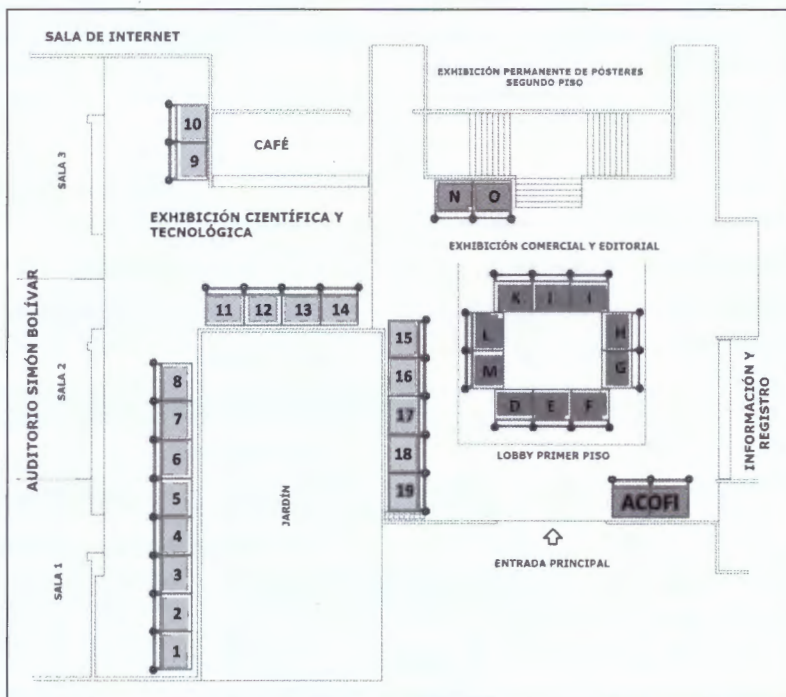 SALA DE INTERNET
EXHIBICIÓN PERMANENTE DE PÓSTERES
SEGUNDO PISO
10
9
CAFÉ
SALA 3
N O
EXHIBICIÓN CIENTÍFICA Y
TECNOLÓGICA
EXHIBICIÓN COMERCIAL Y EDITORIAL
AUDITORIO SIMÓN BOLÍVAR
11 12 13 14
K
L
H
M
G
D E F
15
16
17
18
19
8
7
6
5
4
3
2
1
SALA 2
INFORMACIÓN Y
REGISTRO
LOBBY PRIMER PISO
JARDÍN
ACOFI
SALA 1
ENTRADA PRINCIPAL